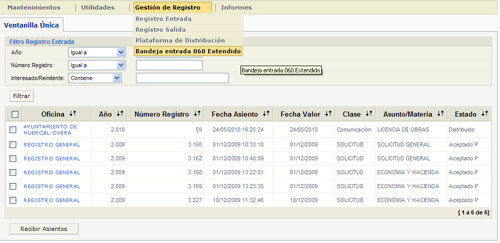 Mantenimientos | Utilidades | Gestión de Registro | Informes
Registro Entrada
Registro Salida
Plataforma de Distribución
Bandeja entrada 060 Extendido
Bandeja entrada 060 Extendido
Ventanilla Única
Filtro Registro Entrada
Año: Igual a
Número Registro: Igual a
Interesado/Remitente: Contiene
Filtrar
Oficina Año Número Registro Fecha Asiento Fecha Valor Clase Asunto/Materia Estado
AYUNTAMIENTO DE HUERCAL-OVERA 2.010 59 24/05/2010 16:25:24 24/05/2010 Comunicación LICENCIA DE OBRAS Distribuido
REGISTRO GENERAL 2.009 3.160 01/12/2009 10:33:10 01/12/2009 SOLICITUD SOLICITUD GENERAL Aceptado P
REGISTRO GENERAL 2.009 3.162 01/12/2009 10:48:09 01/12/2009 SOLICITUD SOLICITUD GENERAL Aceptado P
REGISTRO GENERAL 2.009 3.168 01/12/2009 13:22:01 01/12/2009 SOLICITUD ECONOMIA Y HACIENDA Aceptado P
REGISTRO GENERAL 2.009 3.169 01/12/2009 13:23:35 01/12/2009 SOLICITUD ECONOMIA Y HACIENDA Aceptado P
REGISTRO GENERAL 2.009 3.227 10/12/2009 11:32:46 10/12/2009 SOLICITUD SOLICITUD GENERAL Aceptado P
[ 1 a 6 de 6]
Recibir Asientos